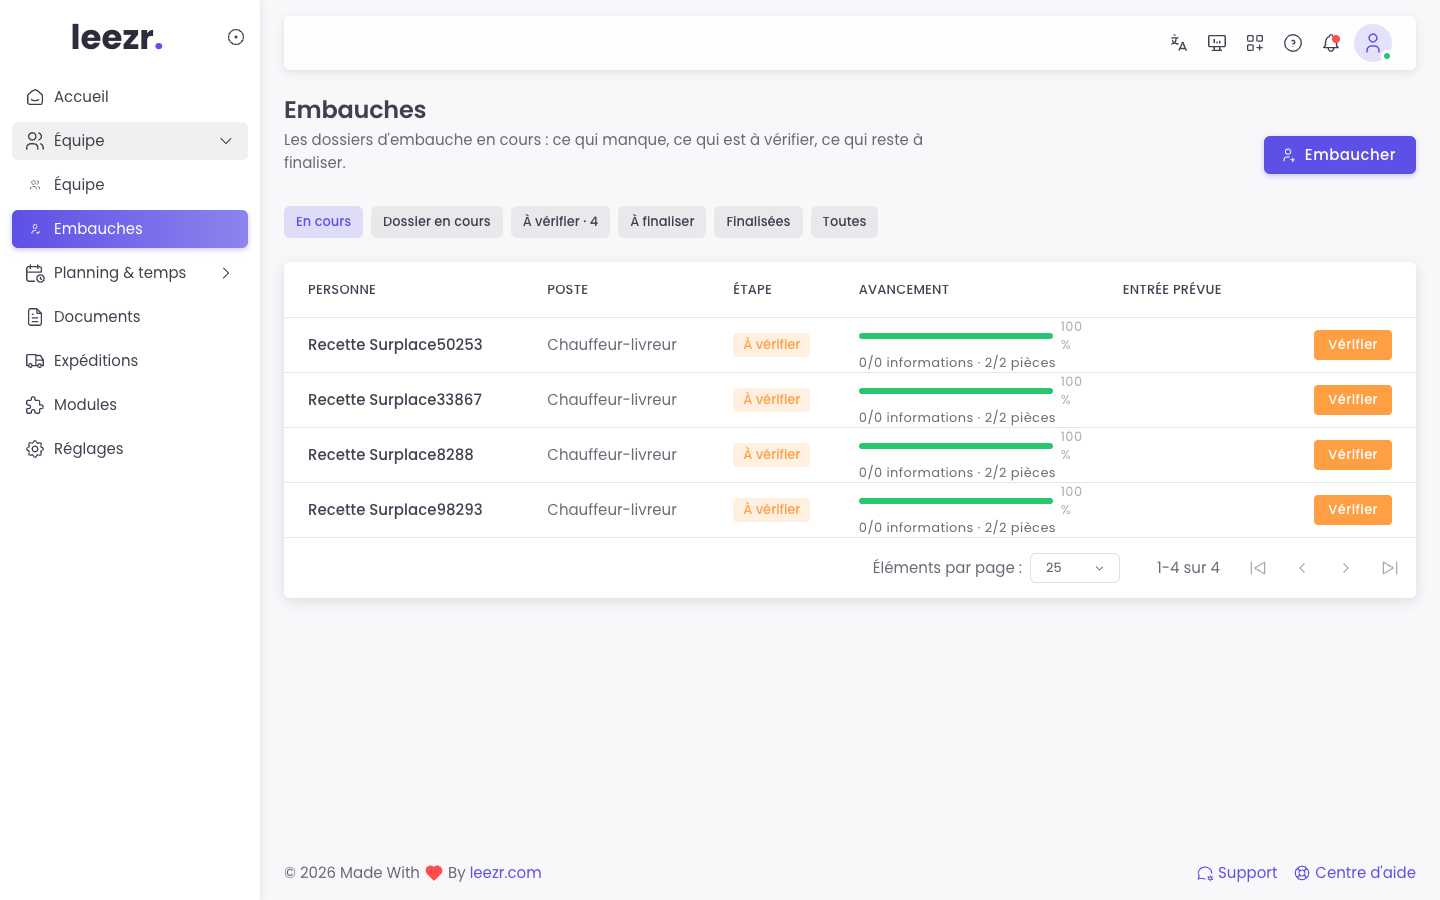 leezr.
Accueil
Équipe
Équipe
Embauches
Planning & temps
Documents
Expéditions
Modules
Réglages
Embauches
Les dossiers d'embauche en cours : ce qui manque, ce qui est à vérifier, ce qui reste à
finaliser.
Embaucher
En cours
Dossier en cours
À vérifier · 4
À finaliser
Finalisées
Toutes
PERSONNE POSTE ÉTAPE AVANCEMENT ENTRÉE PRÉVUE
Recette Surplace50253 Chauffeur-livreur À vérifier 100
%
0/0 informations · 2/2 pièces
Vérifier
Recette Surplace33867 Chauffeur-livreur À vérifier 100
%
0/0 informations · 2/2 pièces
Vérifier
Recette Surplace8288 Chauffeur-livreur À vérifier 100
%
0/0 informations · 2/2 pièces
Vérifier
Recette Surplace98293 Chauffeur-livreur À vérifier 100
%
0/0 informations · 2/2 pièces
Vérifier
Éléments par page : 25 1-4 sur 4
© 2026 Made With By leezr.com
Support Centre d'aide